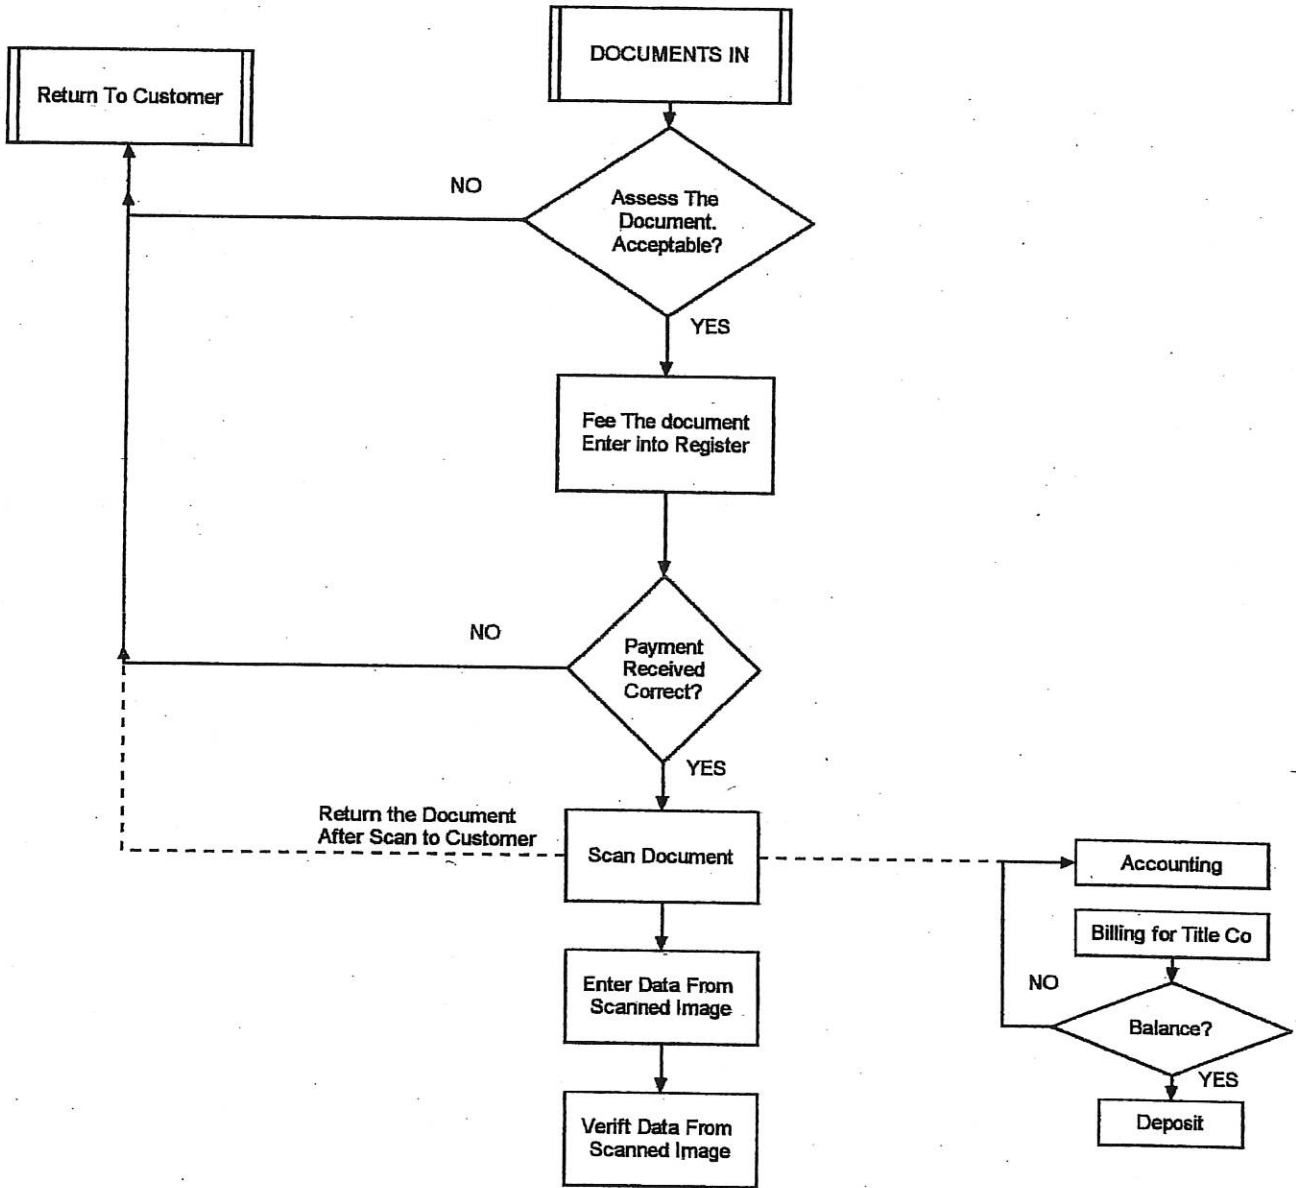 DOCUMENTS IN
Return To Customer
NO
Assess The
Document.
Acceptable?
YES
Fee The document
Enter into Register
NO
Payment
Received
Correct?
YES
Return the Document
After Scan to Customer
Scan Document
Accounting
Billing for Title Co
Enter Data From
Scanned Image
NO
Balance?
YES
Verift Data From
Scanned Image
Deposit